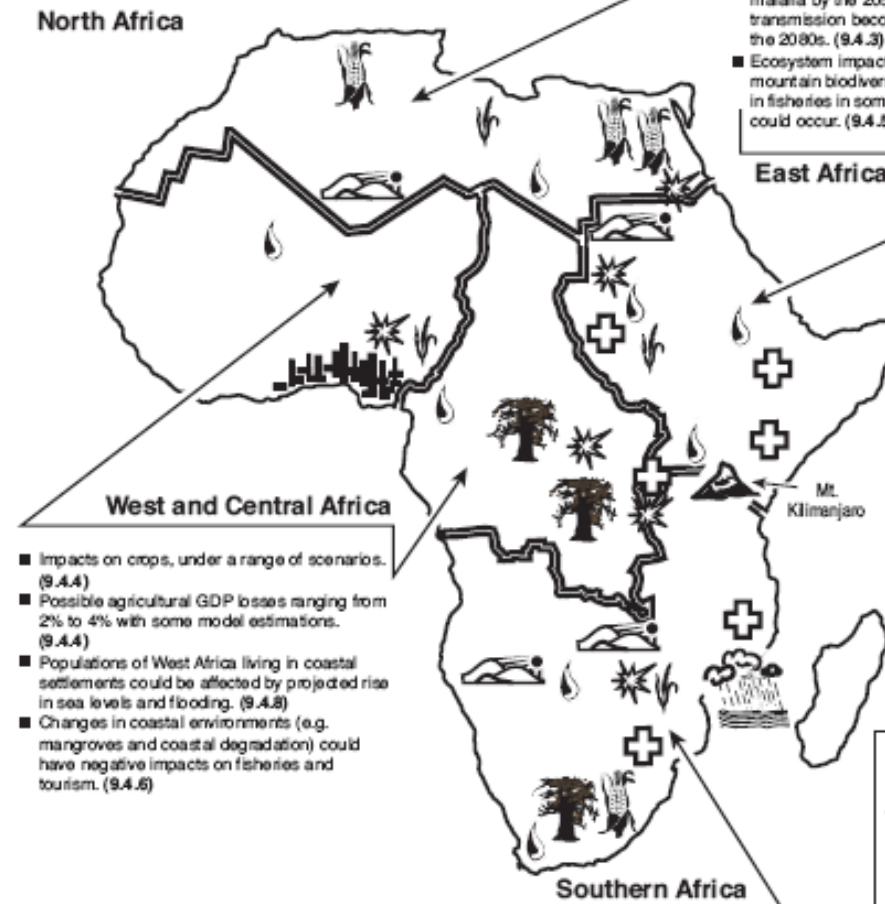 North Africa
transmission beco
the 2080s. (9.4.3)
■ Ecosystem impact
mountain biodivers
in fisheries in som
could occur. (9.4.5
East Africa
Mt.
Kilimanjaro
West and Central Africa
■ Impacts on crops, under a range of scenarios.
(9.4.4)
■ Possible agricultural GDP losses ranging from
2% to 4% with some model estimations.
(9.4.4)
■ Populations of West Africa living in coastal
settlements could be affected by projected rise
in sea levels and flooding. (9.4.8)
■ Changes in coastal environments (e.g.
mangroves and coastal degradation) could
have negative impacts on fisheries and
tourism. (9.4.6)
Southern Africa